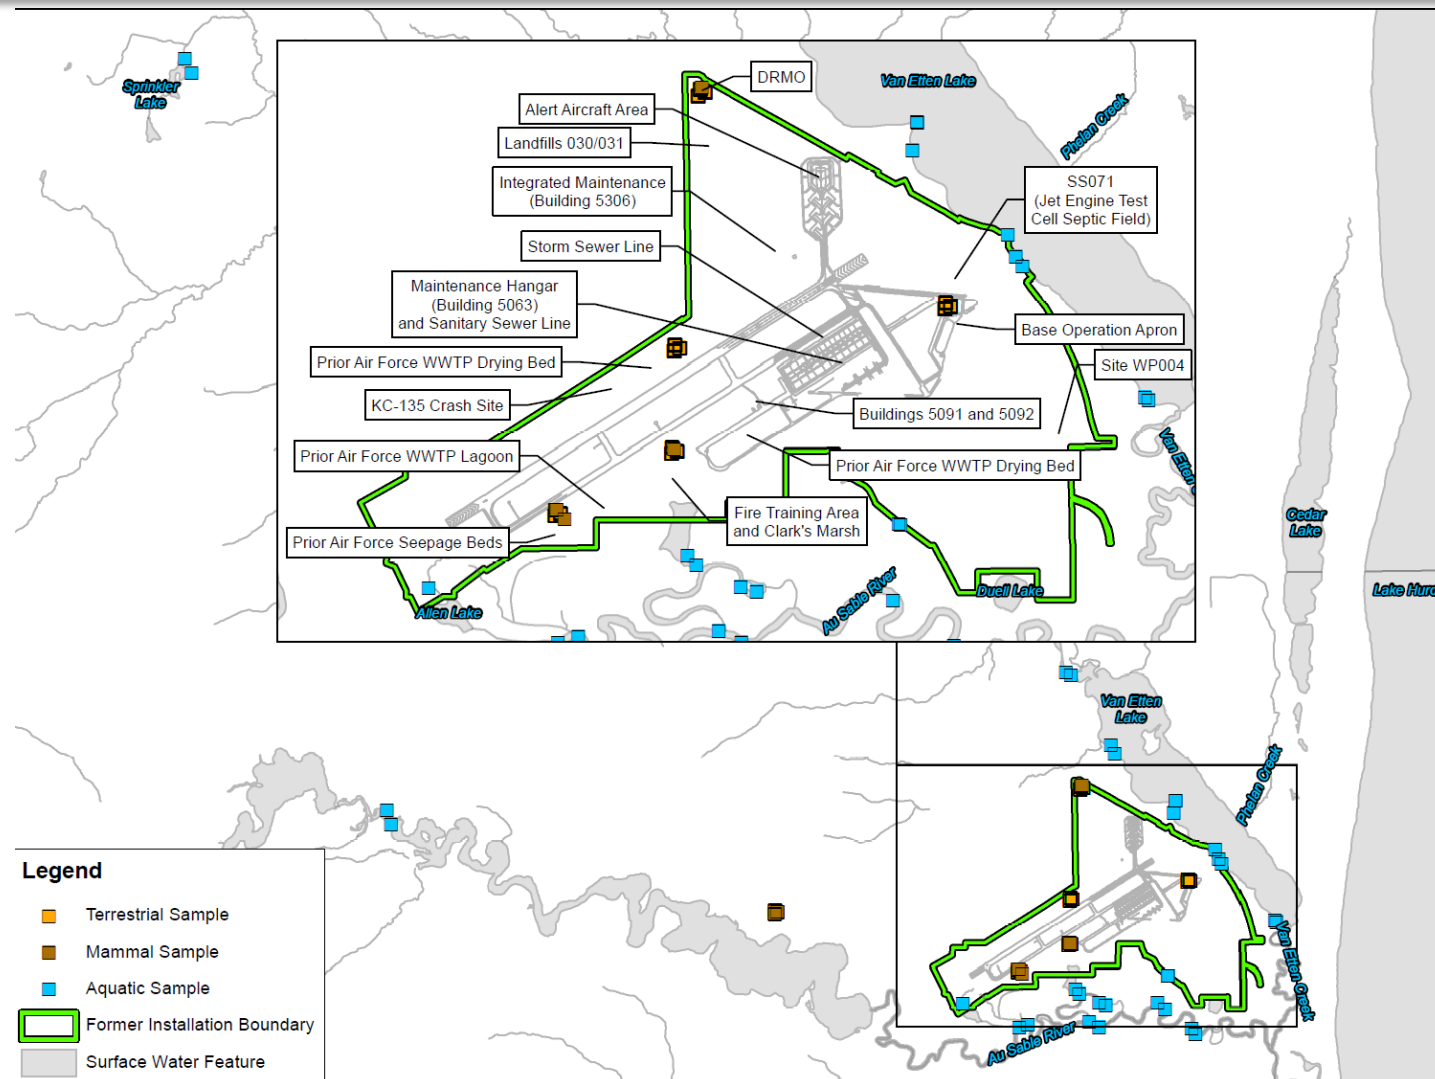 Sprinkler
Lake
DRMO
Van Etten Lake
Alert Aircraft Area
Phelan Creek
Landfills 030/031
Integrated Maintenance
(Building 5306)
SS071
(Jet Engine Test
Cell Septic Field)
Storm Sewer Line
Maintenance Hangar
(Building 5063)
and Sanitary Sewer Line
Base Operation Apron
Prior Air Force WWTP Drying Bed
Site WP004
KC-135 Crash Site
Buildings 5091 and 5092
Prior Air Force WWTP Lagoon
Prior Air Force WWTP Drying Bed
Van Etten
Fire Training Area
and Clark's Marsh
Prior Air Force Seepage Beds
Cedar
Lake
Au Sable River
Duell Lake
Lake Huro
Allen Lake
Van Etten
Lake
Phelan Creek
Van Etten Creek
Au Sable River
Legend
Terrestrial Sample
Mammal Sample
Aquatic Sample
Former Installation Boundary
Surface Water Feature